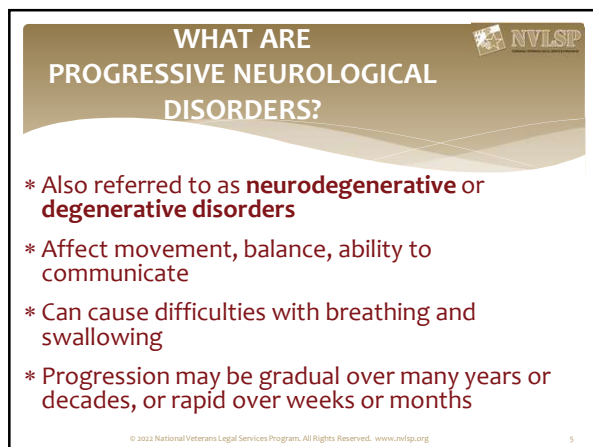 WHAT ARE
PROGRESSIVE NEUROLOGICAL
DISORDERS?
NVLSP
* Also referred to as neurodegenerative or
degenerative disorders
* Affect movement, balance, ability to
communicate
* Can cause difficulties with breathing and
swallowing
* Progression may be gradual over many years or
decades, or rapid over weeks or months
© 2022 National Veterans Legal Services Program. All Rights Reserved. www.nvlsp.org
5